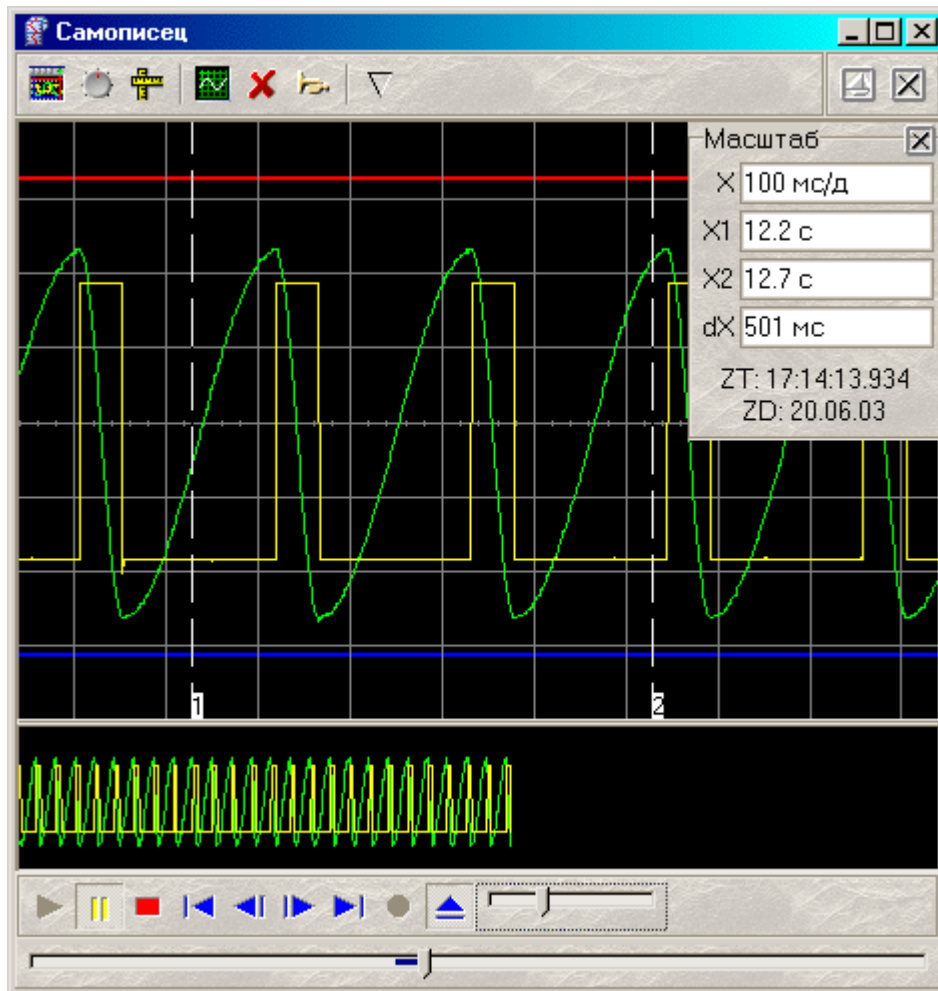 Самописец
Масштаб
X 100 мс/д
X1 12.2 с
X2 12.7 с
dX 501 мс
ZT: 17:14:13.934
ZD: 20.06.03
1
2